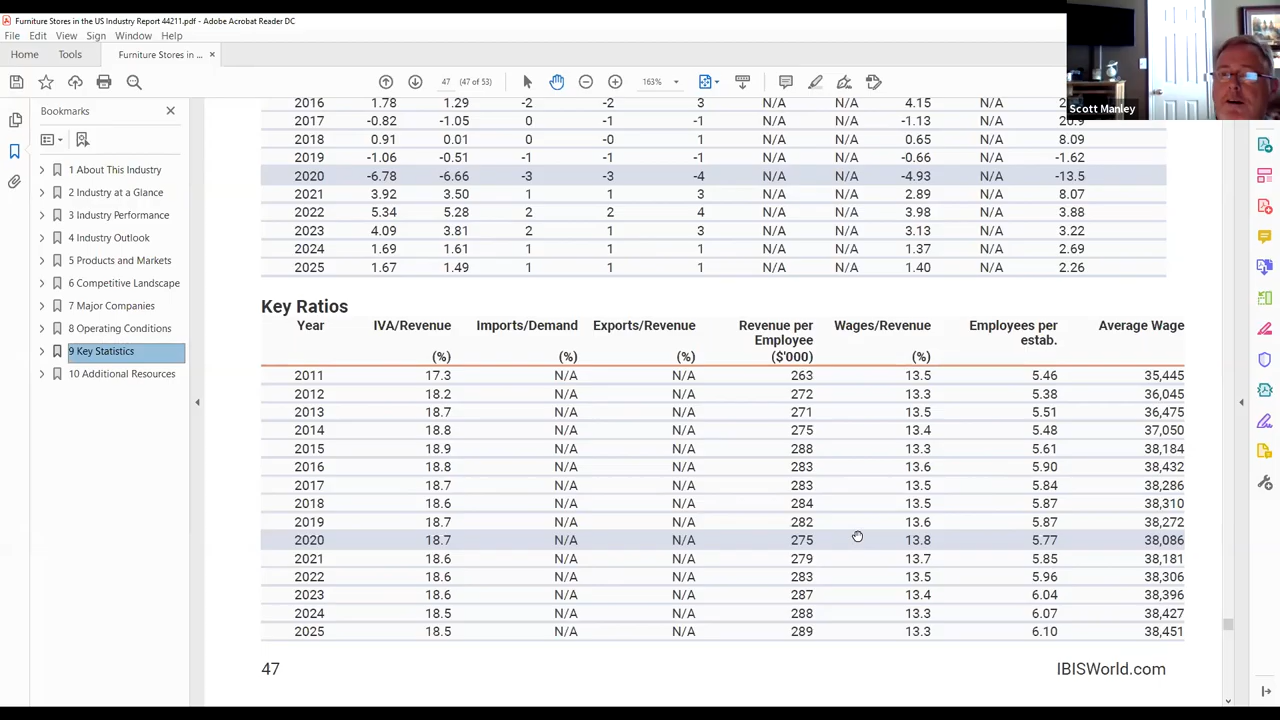 Furniture Stores in the US Industry Report 44211.pdf - Adobe Acrobat Reader DC
File Edit View Sign Window Help
Home Tools Furniture Stores in ... ×
47 (47 of 53) 163%
Scott Manley
Bookmarks
1 About This Industry
2 Industry at a Glance
3 Industry Performance
4 Industry Outlook
5 Products and Markets
6 Competitive Landscape
7 Major Companies
8 Operating Conditions
9 Key Statistics
10 Additional Resources
2016 1.78 1.29 -2 -2 3 N/A N/A 4.15 N/A
2017 -0.82 -1.05 0 -1 -1 N/A N/A -1.13 N/A 20.9
2018 0.91 0.01 0 -0 1 N/A N/A 0.65 N/A 8.09
2019 -1.06 -0.51 -1 -1 -1 N/A N/A -0.66 N/A -1.62
2020 -6.78 -6.66 -3 -3 -4 N/A N/A -4.93 N/A -13.5
2021 3.92 3.50 1 1 3 N/A N/A 2.89 N/A 8.07
2022 5.34 5.28 2 2 4 N/A N/A 3.98 N/A 3.88
2023 4.09 3.81 2 1 3 N/A N/A 3.13 N/A 3.22
2024 1.69 1.61 1 1 1 N/A N/A 1.37 N/A 2.69
2025 1.67 1.49 1 1 1 N/A N/A 1.40 N/A 2.26
Key Ratios
Year IVA/Revenue Imports/Demand Exports/Revenue Revenue per Wages/Revenue Employees per Average Wage
Employee estab.
(%) (%) (%) ($'000) (%)
2011 17.3 N/A N/A 263 13.5 5.46 35,445
2012 18.2 N/A N/A 272 13.3 5.38 36,045
2013 18.7 N/A N/A 271 13.5 5.51 36,475
2014 18.8 N/A N/A 275 13.4 5.48 37,050
2015 18.9 N/A N/A 288 13.3 5.61 38,184
2016 18.8 N/A N/A 283 13.6 5.90 38,432
2017 18.7 N/A N/A 283 13.5 5.84 38,286
2018 18.6 N/A N/A 284 13.5 5.87 38,310
2019 18.7 N/A N/A 282 13.6 5.87 38,272
2020 18.7 N/A N/A 275 13.8 5.77 38,086
2021 18.6 N/A N/A 279 13.7 5.85 38,181
2022 18.6 N/A N/A 283 13.5 5.96 38,306
2023 18.6 N/A N/A 287 13.4 6.04 38,396
2024 18.5 N/A N/A 288 13.3 6.07 38,427
2025 18.5 N/A N/A 289 13.3 6.10 38,451
47 IBISWorld.com